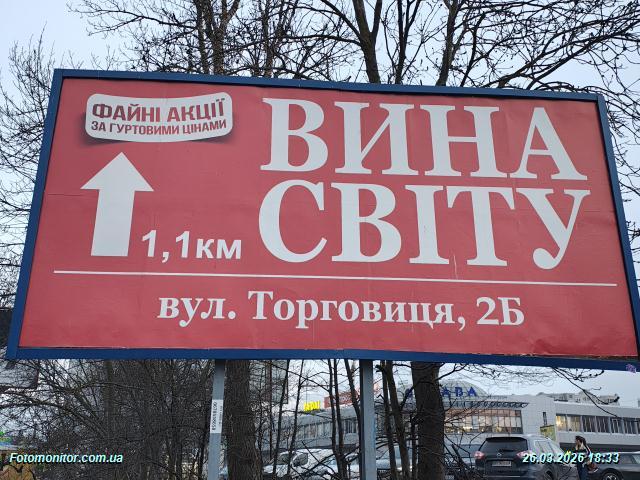 ФАЙНІ АКЦІЇ
ЗА ГУРТОВИМИ ЦІНАМИ
ВИНА
СВІТУ
1,1км
вул. Торговиця, 2Б
Fotomonitor.com.ua
26.03.2026 18:33